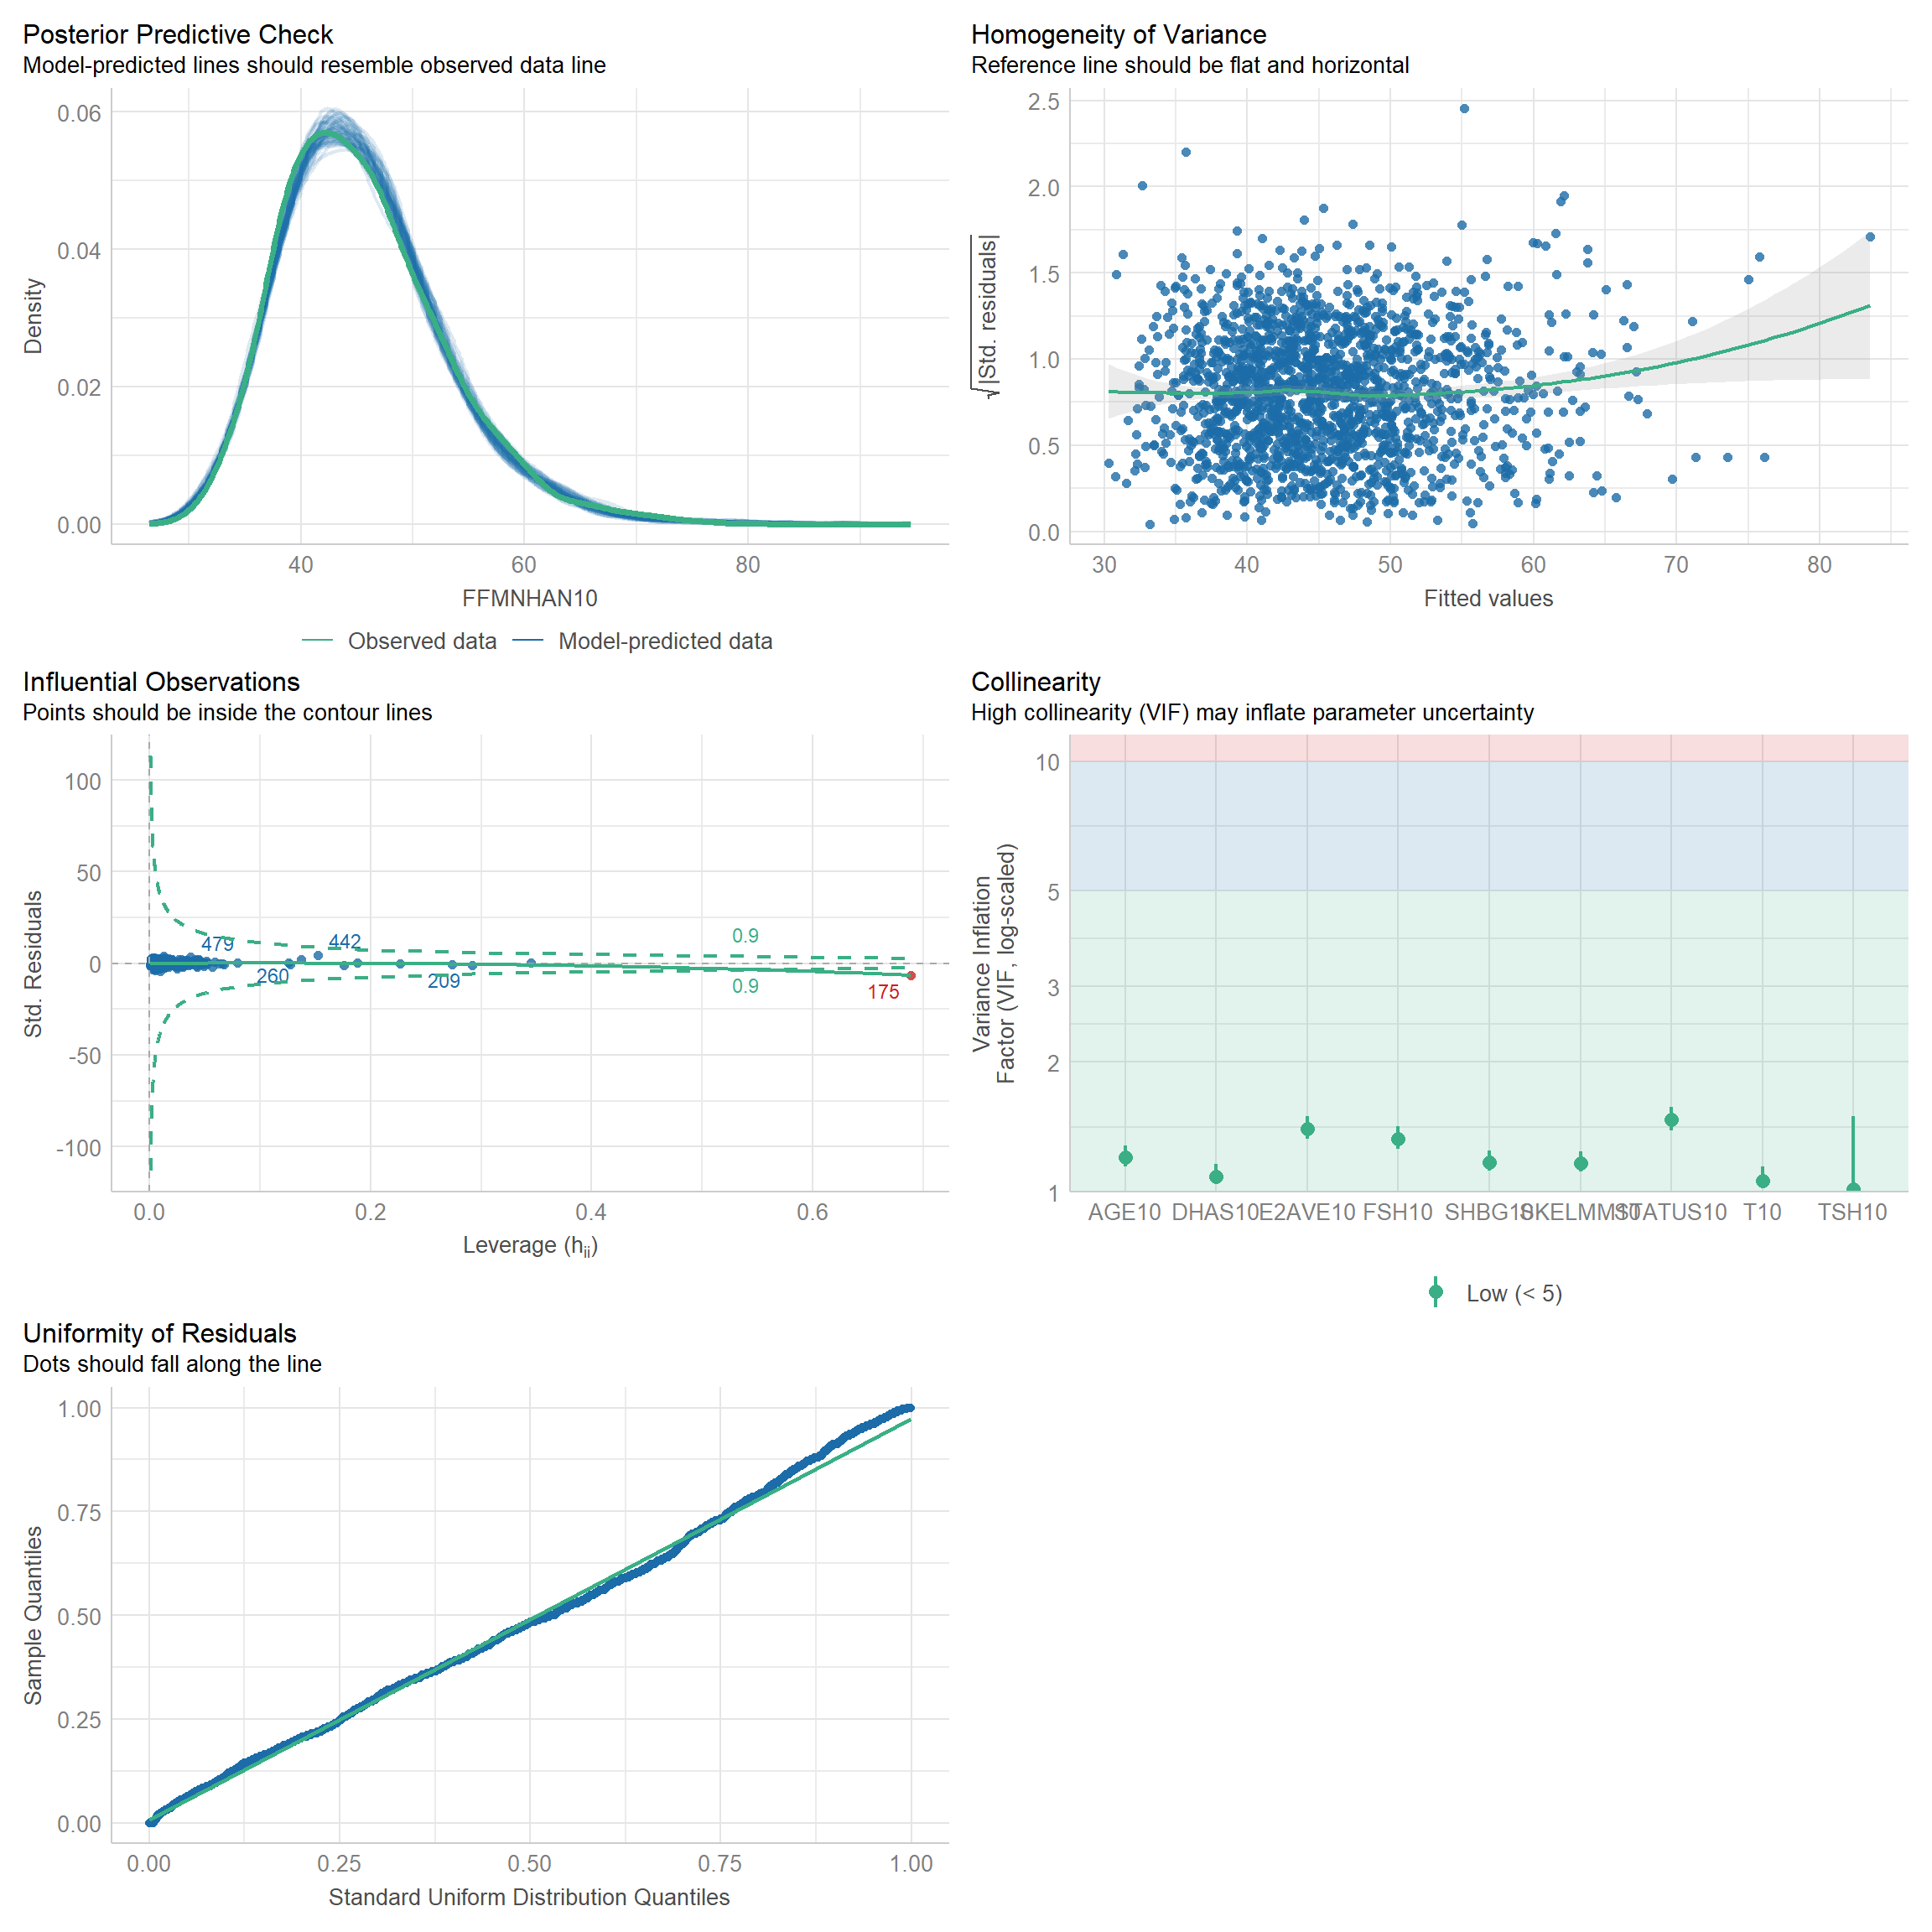 Posterior Predictive Check
Model-predicted lines should resemble observed data line
0.06
0.04
0.02
0.00
Density
40 60 80
FFMNHAN10
Observed data Model-predicted data
Homogeneity of Variance
Reference line should be flat and horizontal
2.5
2.0
1.5
1.0
0.5
0.0
√|Std. residuals|
30 40 50 60 70 80
Fitted values
Influential Observations
Points should be inside the contour lines
100
50
0
-50
-100
Std. Residuals
479 442 0.9
260 209 0.9 175
0.0 0.2 0.4 0.6
Leverage (hii)
Collinearity
High collinearity (VIF) may inflate parameter uncertainty
10
5
3
2
1
Variance Inflation
Factor (VIF, log-scaled)
AGE10 DHAS10 E2AVE10 FSH10 SHBG10 SKELMM10 STATUS10 T10 TSH10
Low (< 5)
Uniformity of Residuals
Dots should fall along the line
1.00
0.75
0.50
0.25
0.00
Sample Quantiles
0.00 0.25 0.50 0.75 1.00
Standard Uniform Distribution Quantiles